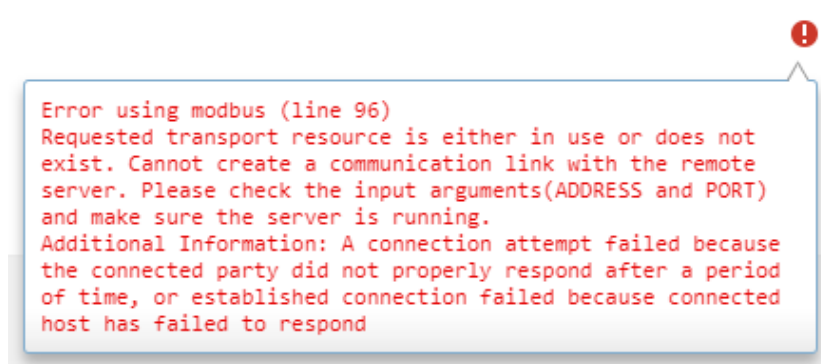 Error using modbus (line 96)
Requested transport resource is either in use or does not
exist. Cannot create a communication link with the remote
server. Please check the input arguments(ADDRESS and PORT)
and make sure the server is running.
Additional Information: A connection attempt failed because
the connected party did not properly respond after a period
of time, or established connection failed because connected
host has failed to respond